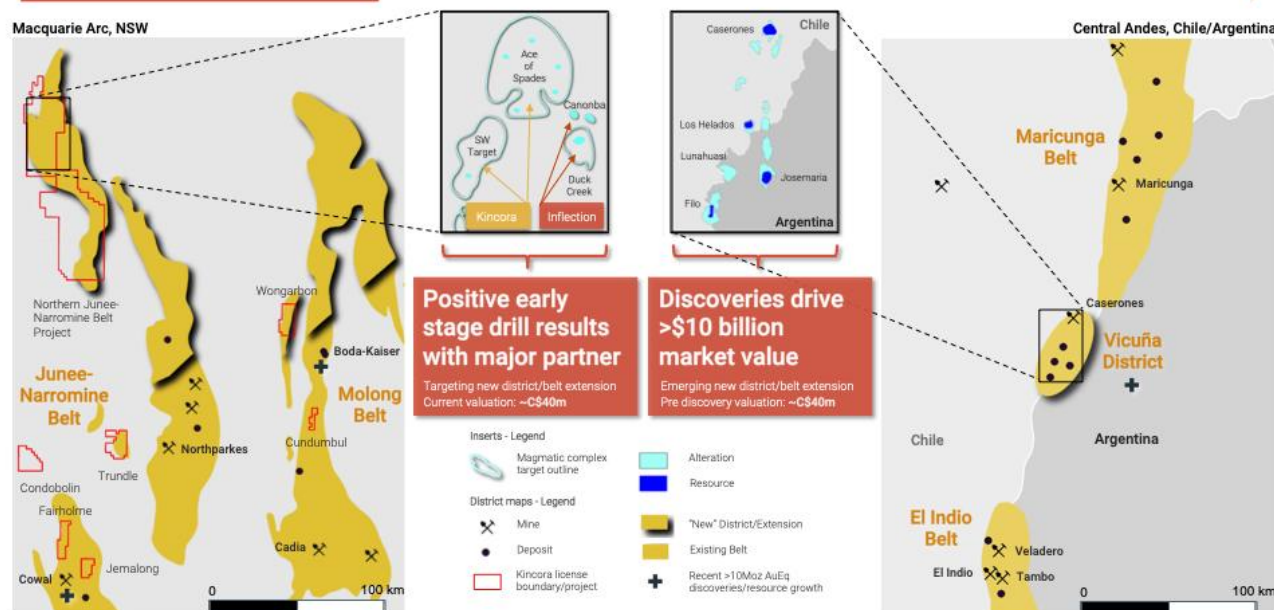 Macquarie Arc, NSW
Northern Junee-
Narromine Belt
Project
Junee-
Narromine
Belt
Condobolin
Trundle
Fairholme
Jemalong
Cowal
Northparkes
Wongarbon
Boda-Kaiser
Molong
Belt
Cundumbul
Cadia
0
100 km
Ace
of
Spades
Canonba
SW
Target
Duck
Creek
Kincora
Inflection
Chile
Caserones
Los Helados
Lunahuasi
Josemaria
Filo
Argentina
Positive early
stage drill results
with major partner
Targeting new district/belt extension
Current valuation: ~C$40m
Discoveries drive
>$10 billion
market value
Emerging new district/belt extension
Pre discovery valuation: ~C$40m
Inserts - Legend
Magmatic complex
target outline
Alteration
Resource
District maps - Legend
Mine
Deposit
Kincora license
boundary/project
"New" District/Extension
Existing Belt
Recent >10Moz AuEq
discoveries/resource growth
Central Andes, Chile/Argentina
Maricunga
Belt
Maricunga
Caserones
Vicuña
District
Chile
Argentina
El Indio
Belt
Veladero
El Indio
Tambo
0
100 km